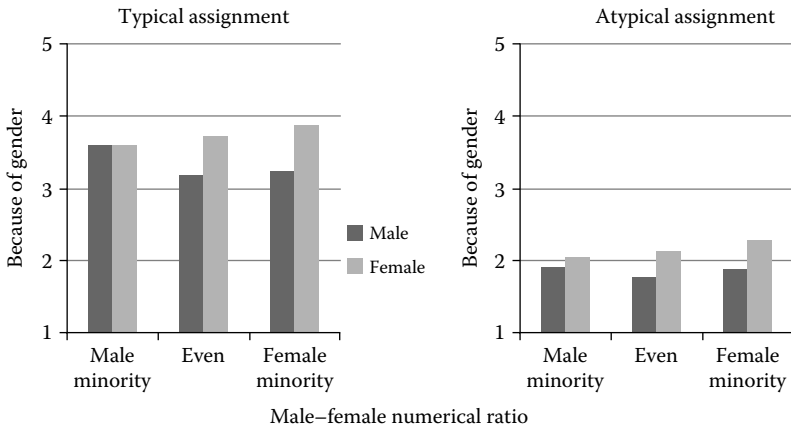 Typical assignment
5
4
3
2
1
Because of gender
Male
minority
Even
Female
minority
Male
Female
Atypical assignment
5
4
3
2
1
Because of gender
Male
minority
Even
Female
minority
Male–female numerical ratio